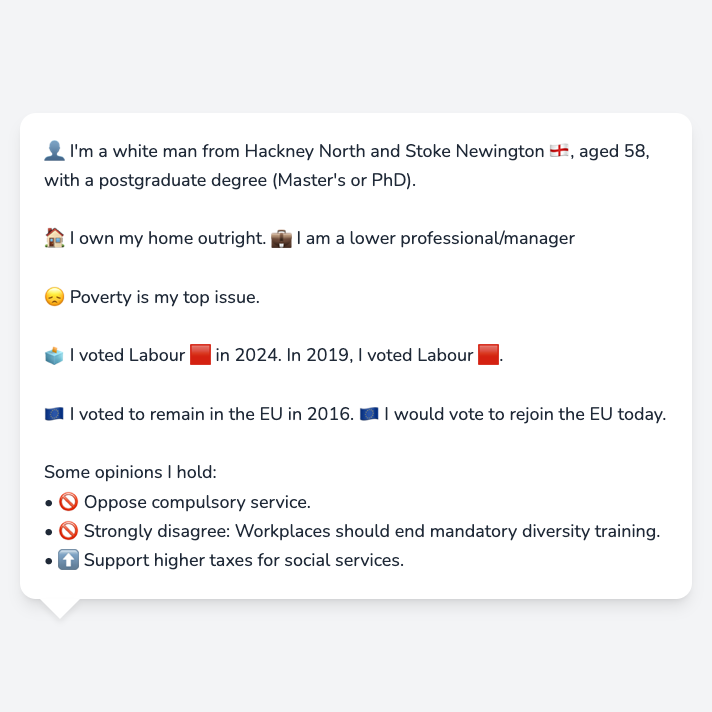 👤 I'm a white man from Hackney North and Stoke Newington 🏴󠁧󠁢󠁥󠁮󠁧󠁿, aged 58,
with a postgraduate degree (Master's or PhD).
🏠 I own my home outright. 💼 I am a lower professional/manager
😞 Poverty is my top issue.
🗳️ I voted Labour 🟥 in 2024. In 2019, I voted Labour 🟥.
🇪🇺 I voted to remain in the EU in 2016. 🇪🇺 I would vote to rejoin the EU today.
Some opinions I hold:
• 🚫 Oppose compulsory service.
• 🚫 Strongly disagree: Workplaces should end mandatory diversity training.
• ⬆️ Support higher taxes for social services.